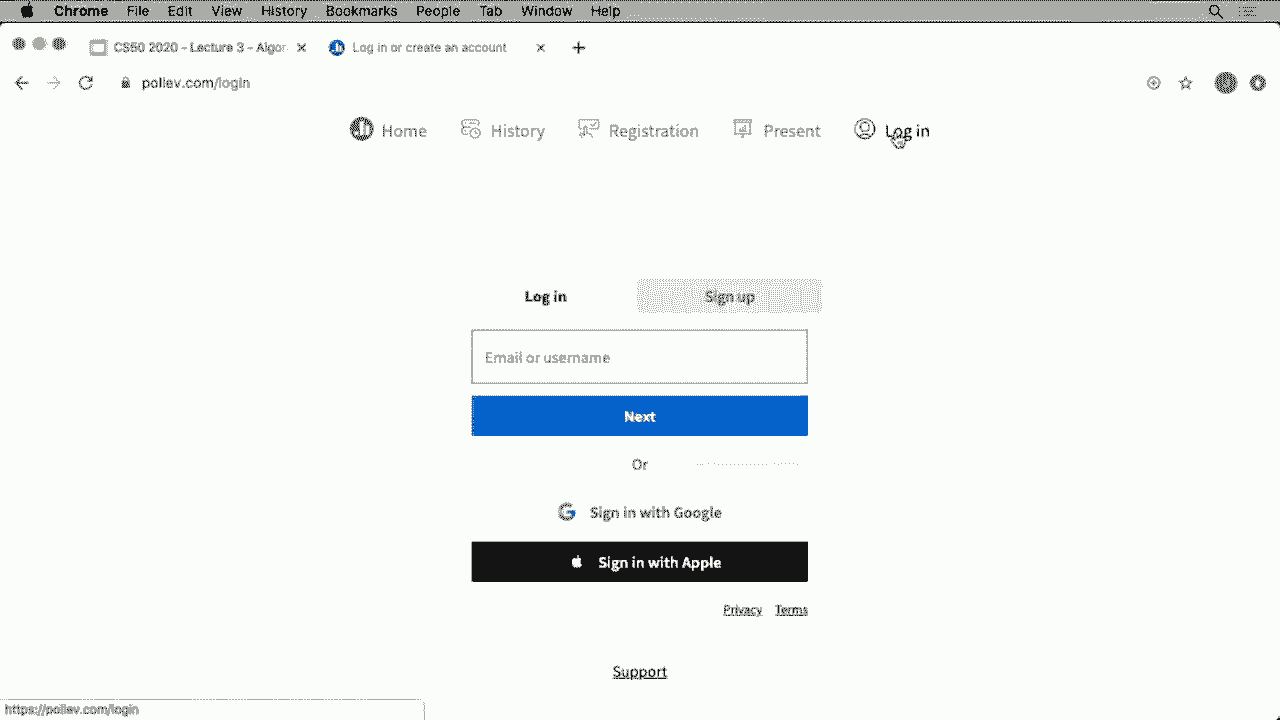 Chrome File Edit View History Bookmarks People Tab Window Help
CS50 2020 - Lecture 3 - Algor Log in or create an account
pollev.com/login
Home History Registration Present Log in
Log in Sign up
Email or username
Next
Or
Sign in with Google
Sign in with Apple
Privacy Terms
Support
https://pollev.com/login